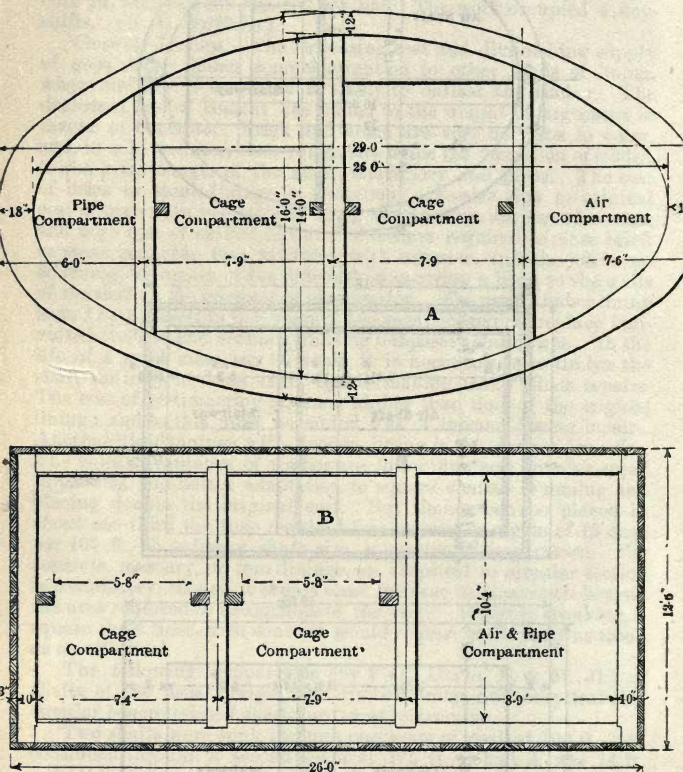 12"
29-0
26 0"
16-0"
14-0"
18"
Pipe
Compartment
Cage
Compartment
Cage
Compartment
Air
Compartment
6-0"
7-9"
7-9
7-6"
A
12"
B
5-8"
5-8"
10-4"
12-6"
Cage
Compartment
Cage
Compartment
Air & Pipe
Compartment
10"
7-4"
7-9"
8-9"
10"
26-0"